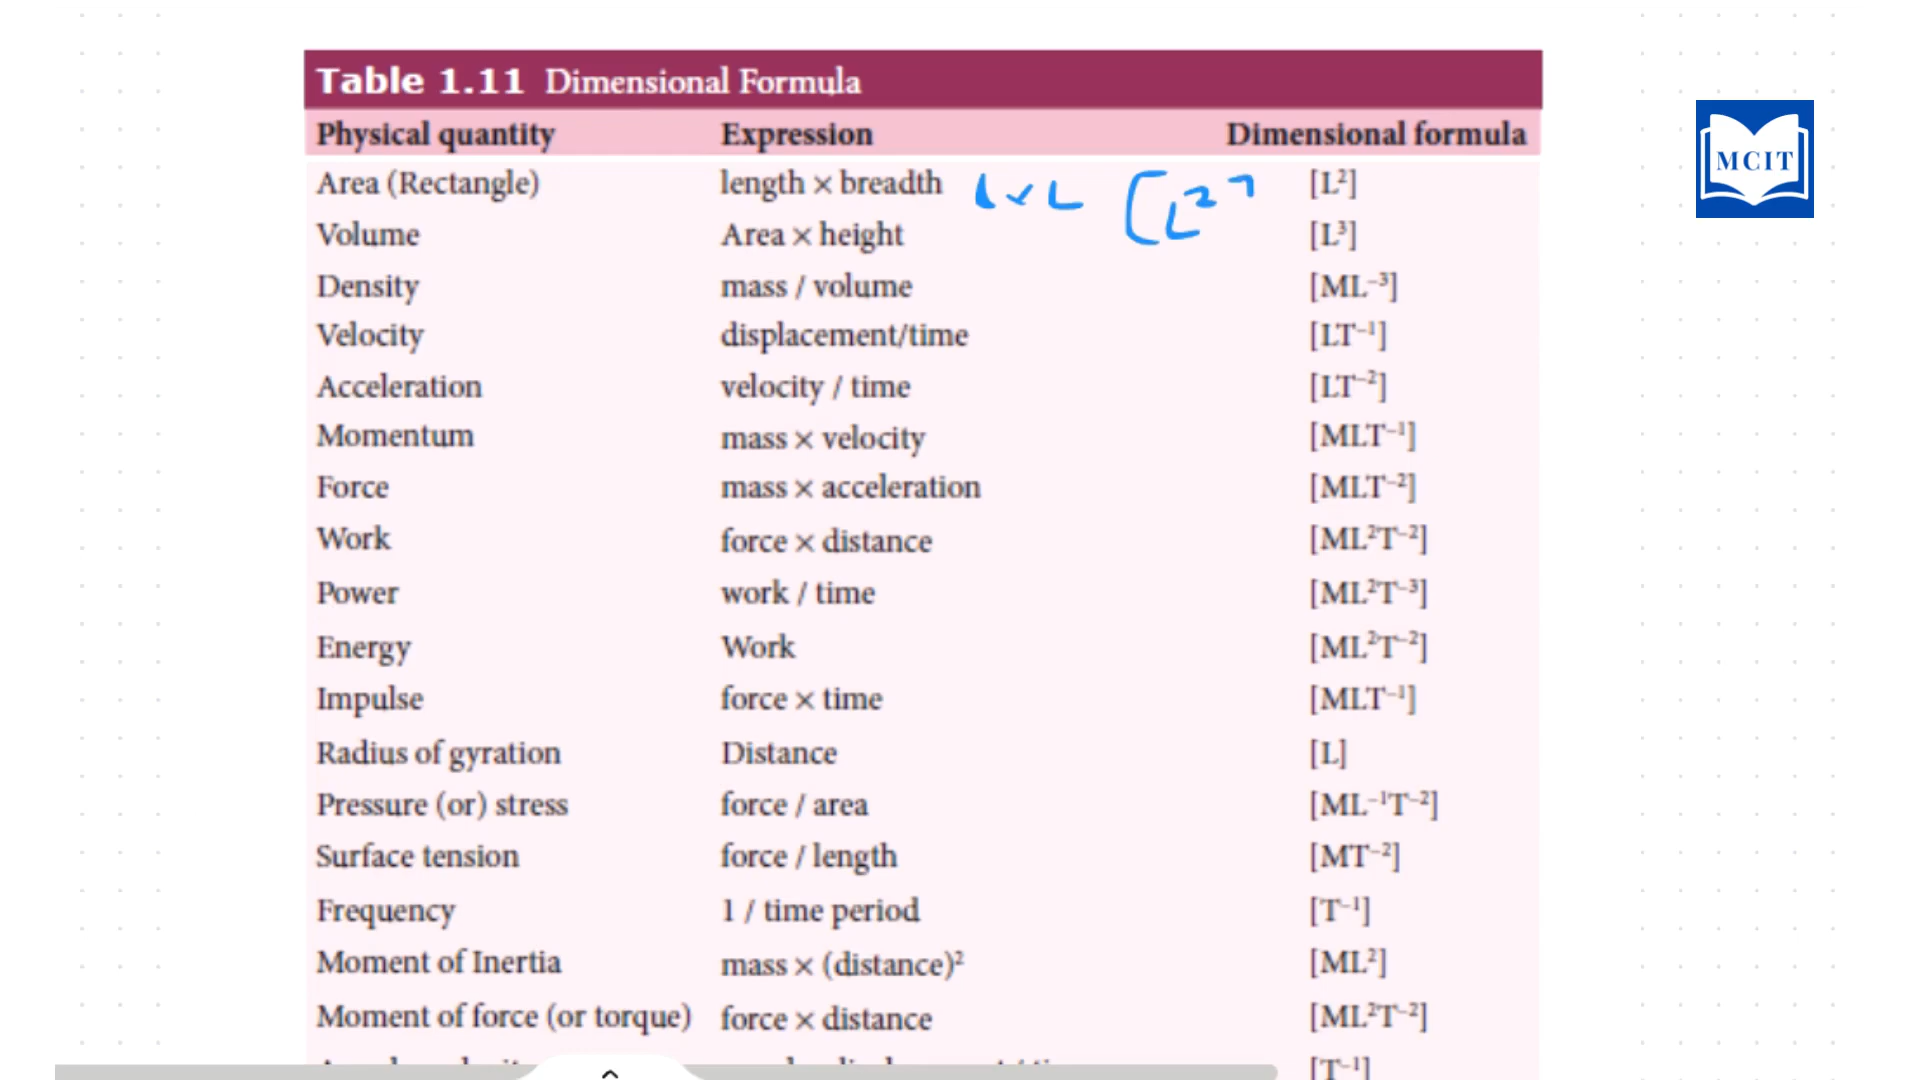 Table 1.11 Dimensional Formula
Physical quantity Expression Dimensional formula
Area (Rectangle) length × breadth L × L [L² [L²]
MCIT
Volume Area × height [L³]
Density mass / volume [ML⁻³]
Velocity displacement/time [LT⁻¹]
Acceleration velocity / time [LT⁻²]
Momentum mass × velocity [MLT⁻¹]
Force mass × acceleration [MLT⁻²]
Work force × distance [ML²T⁻²]
Power work / time [ML²T⁻³]
Energy Work [ML²T⁻²]
Impulse force × time [MLT⁻¹]
Radius of gyration Distance [L]
Pressure (or) stress force / area [ML⁻¹T⁻²]
Surface tension force / length [MT⁻²]
Frequency 1 / time period [T⁻¹]
Moment of Inertia mass × (distance)² [ML²]
Moment of force (or torque) force × distance [ML²T⁻²]
[T⁻¹]